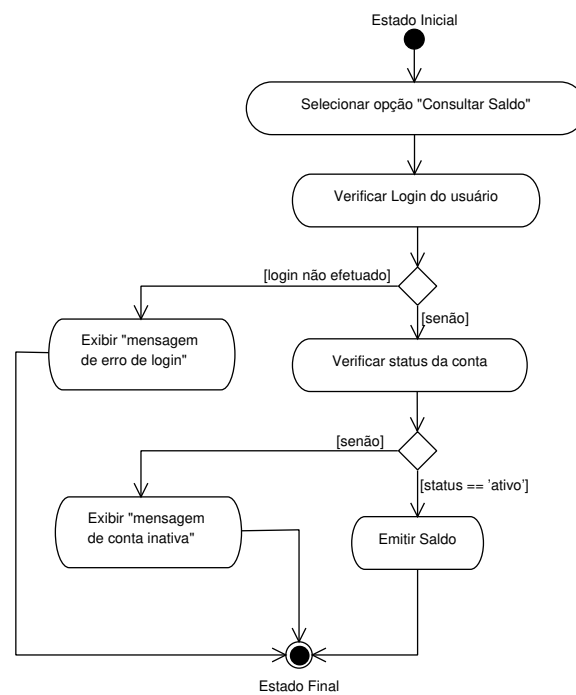 Estado Inicial
Selecionar opção "Consultar Saldo"
Verificar Login do usuário
[login não efetuado]
[senão]
Exibir "mensagem
de erro de login"
Verificar status da conta
[senão]
[status == 'ativo']
Exibir "mensagem
de conta inativa"
Emitir Saldo
Estado Final